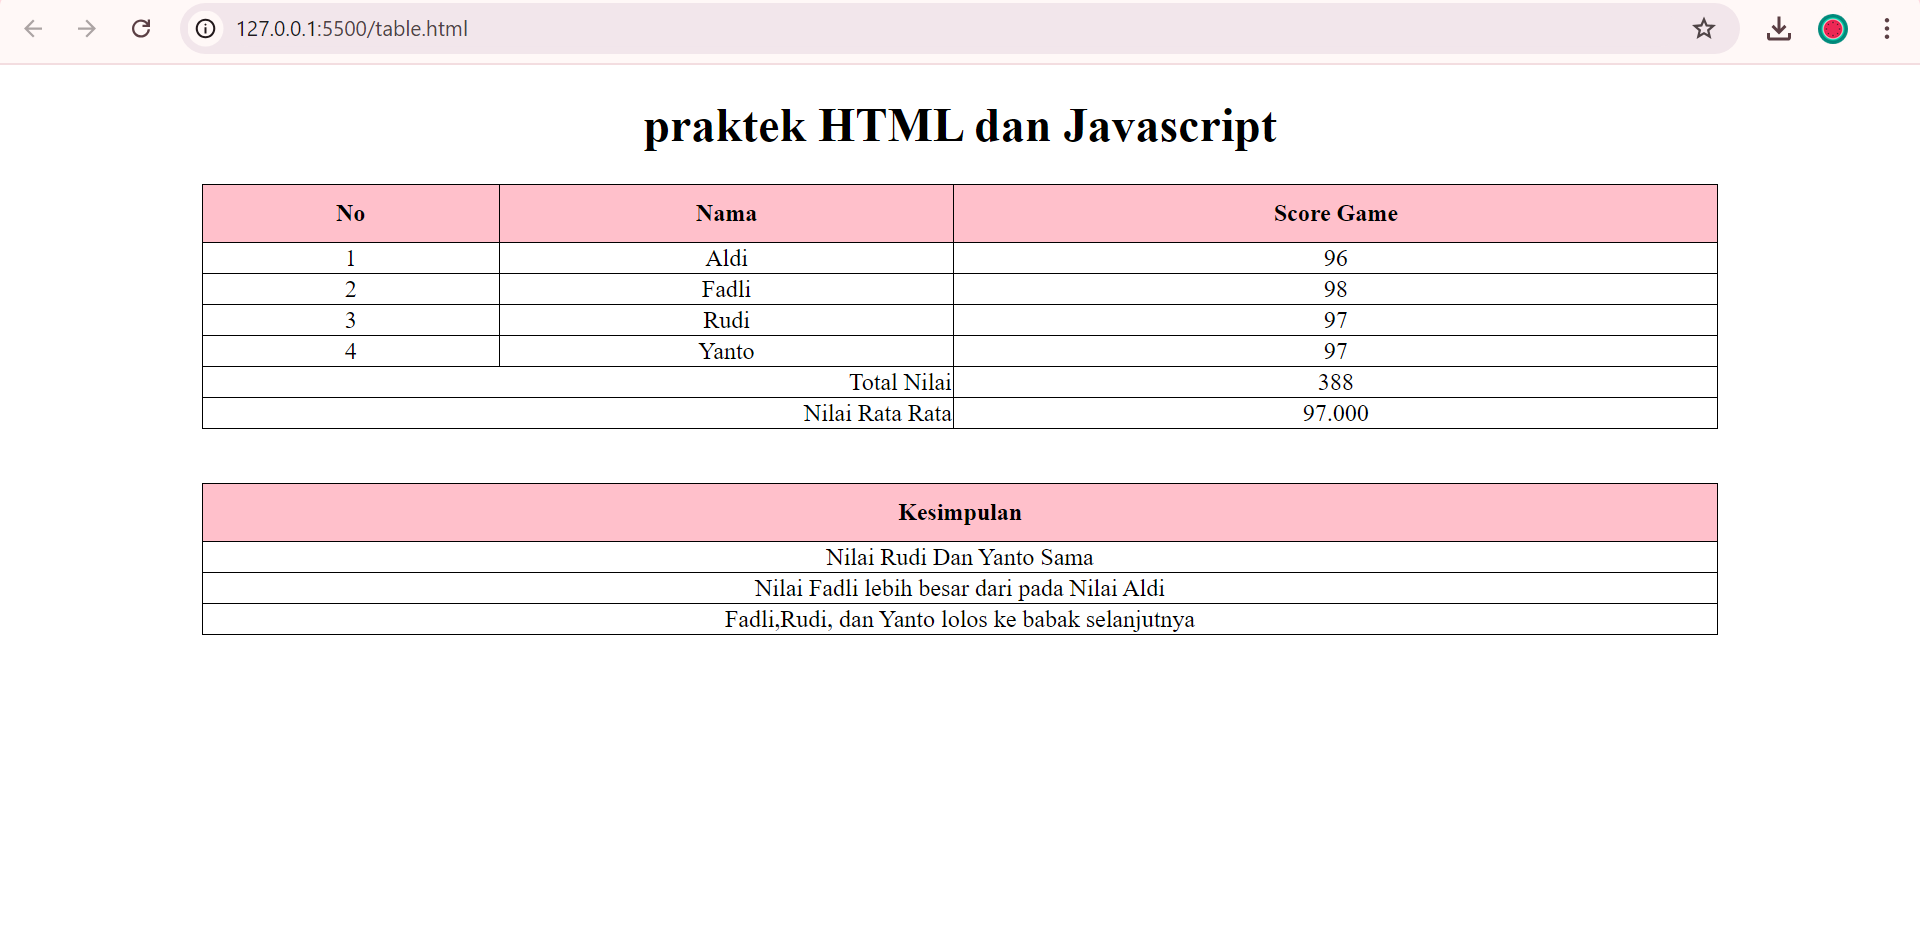 127.0.0.1:5500/table.html
praktek HTML dan Javascript
No Nama Score Game
1 Aldi 96
2 Fadli 98
3 Rudi 97
4 Yanto 97
Total Nilai 388
Nilai Rata Rata 97.000
Kesimpulan
Nilai Rudi Dan Yanto Sama
Nilai Fadli lebih besar dari pada Nilai Aldi
Fadli,Rudi, dan Yanto lolos ke babak selanjutnya